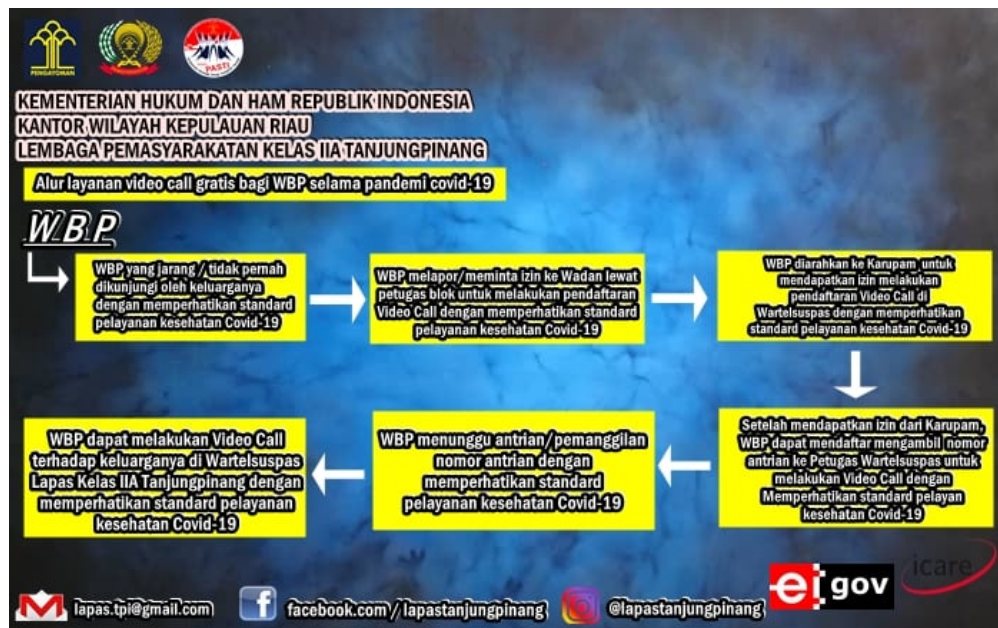 PENGAYOMAN
PASTI
KEMENTERIAN HUKUM DAN HAM REPUBLIK INDONESIA
KANTOR WILAYAH KEPULAUAN RIAU
LEMBAGA PEMASYARAKATAN KELAS IIA TANJUNGPINANG
Alur layanan video call gratis bagi WBP selama pandemi covid-19
WBP
WBP yang jarang / tidak pernah
dikunjungi oleh keluarganya
dengan memperhatikan standard
pelayanan kesehatan Covid-19
WBP melapor/meminta izin ke Wadan lewat
petugas blok untuk melakukan pendaftaran
Video Call dengan memperhatikan standard
pelayanan kesehatan Covid-19
WBP diarahkan ke Karupam untuk
mendapatkan izin melakukan
pendaftaran Video Call di
Wartelsuspas dengan memperhatikan
standard pelayanan kesehatan Covid-19
Setelah mendapatkan izin dari Karupam,
WBP dapat mendaftar mengambil nomor
antrian ke Petugas Wartelsuspas untuk
melakukan Video Call dengan
Memperhatikan standard pelayan
kesehatan Covid-19
WBP menunggu antrian/pemanggilan
nomor antrian dengan
memperhatikan standard
pelayanan kesehatan Covid-19
WBP dapat melakukan Video Call
terhadap keluarganya di Wartelsuspas
Lapas Kelas IIA Tanjungpinang dengan
memperhatikan standard pelayanan
kesehatan Covid-19
lapas.tpi@gmail.com
facebook.com / lapastanjungpinang
@lapastanjungpinang
e gov
icare